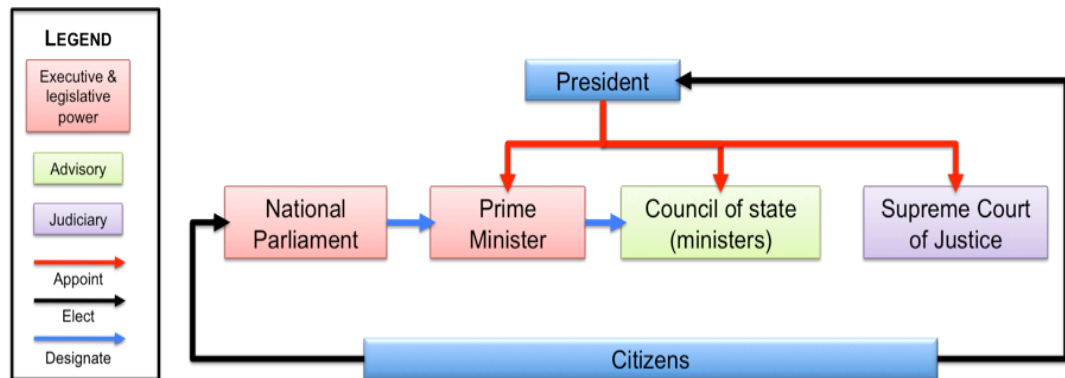 LEGEND
Executive &
legislative
power
Advisory
Judiciary
Appoint
Elect
Designate
President
National
Parliament
Prime
Minister
Council of state
(ministers)
Supreme Court
of Justice
Citizens